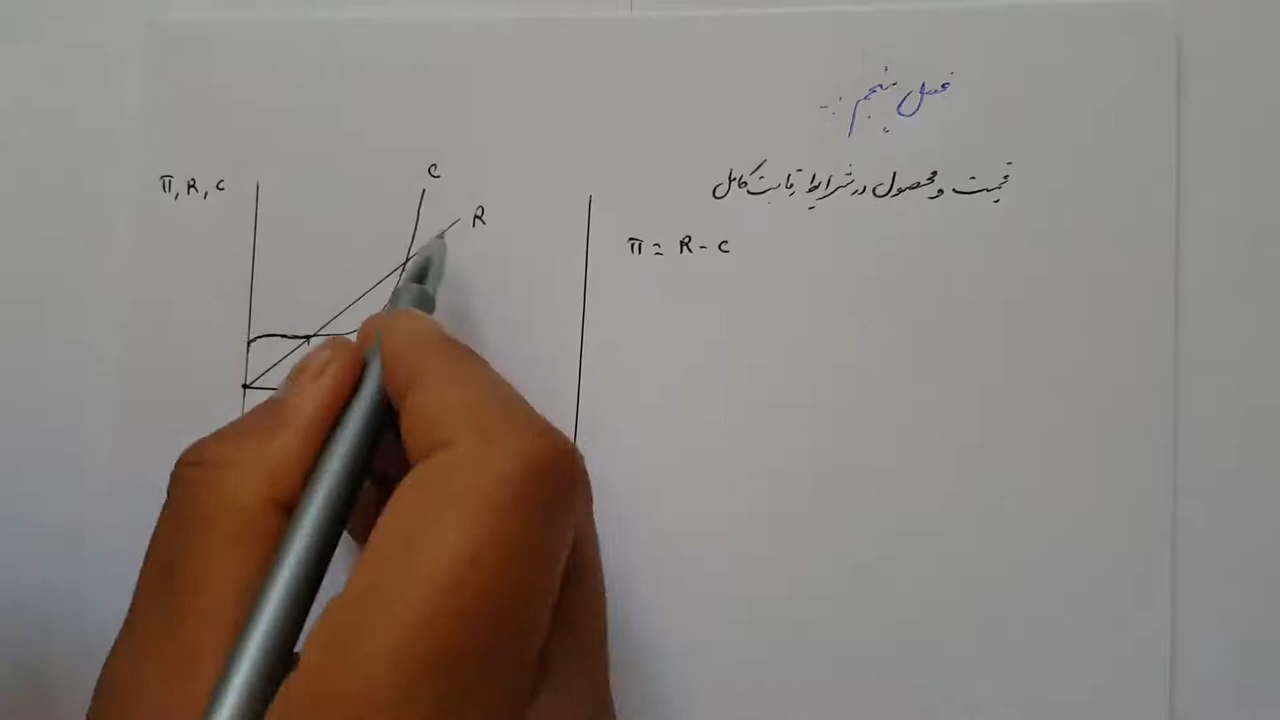 فصل پنجم :-
قیمت و محصول در شرایط رقابت کامل
π, R, C
C
R
π = R - C